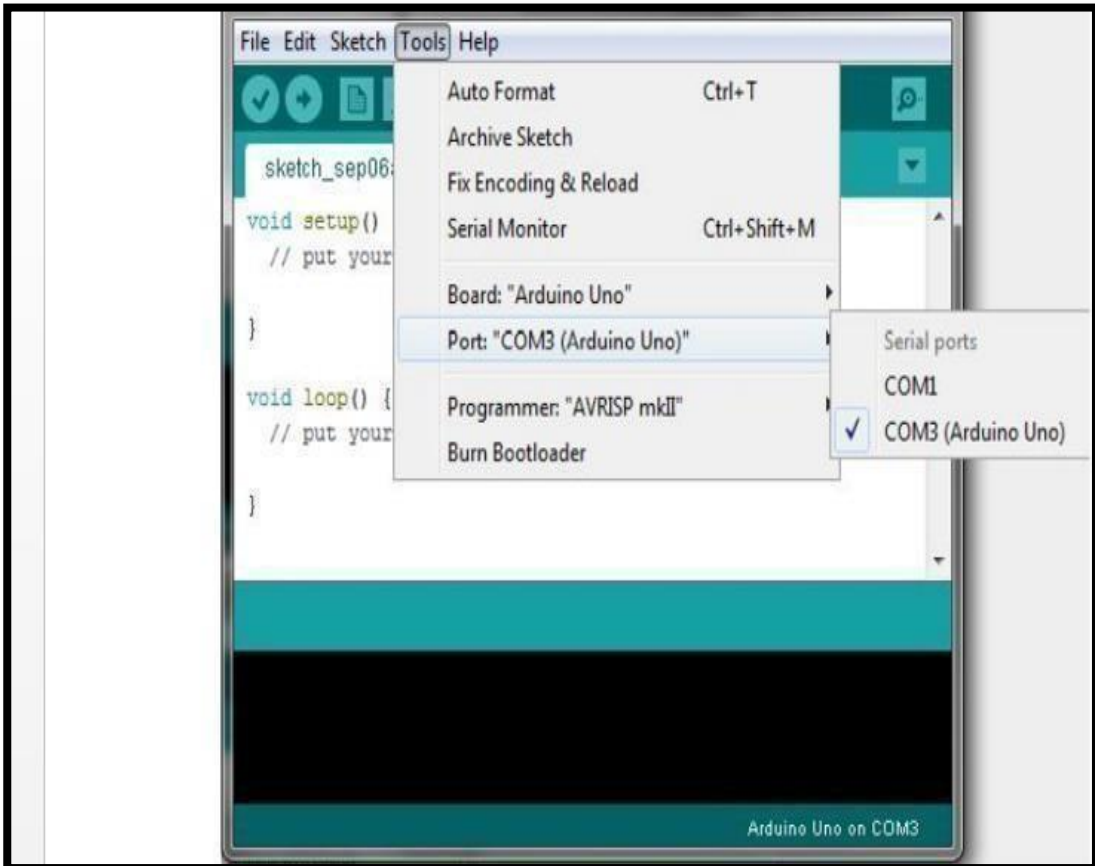 File Edit Sketch Tools Help
Auto Format Ctrl+T
Archive Sketch
sketch_sep06
Fix Encoding & Reload
void setup()
Serial Monitor Ctrl+Shift+M
// put your
Board: "Arduino Uno"
}
Port: "COM3 (Arduino Uno)"
Serial ports
COM1
void loop() {
Programmer: "AVRISP mkII"
// put your
COM3 (Arduino Uno)
Burn Bootloader
}
Arduino Uno on COM3